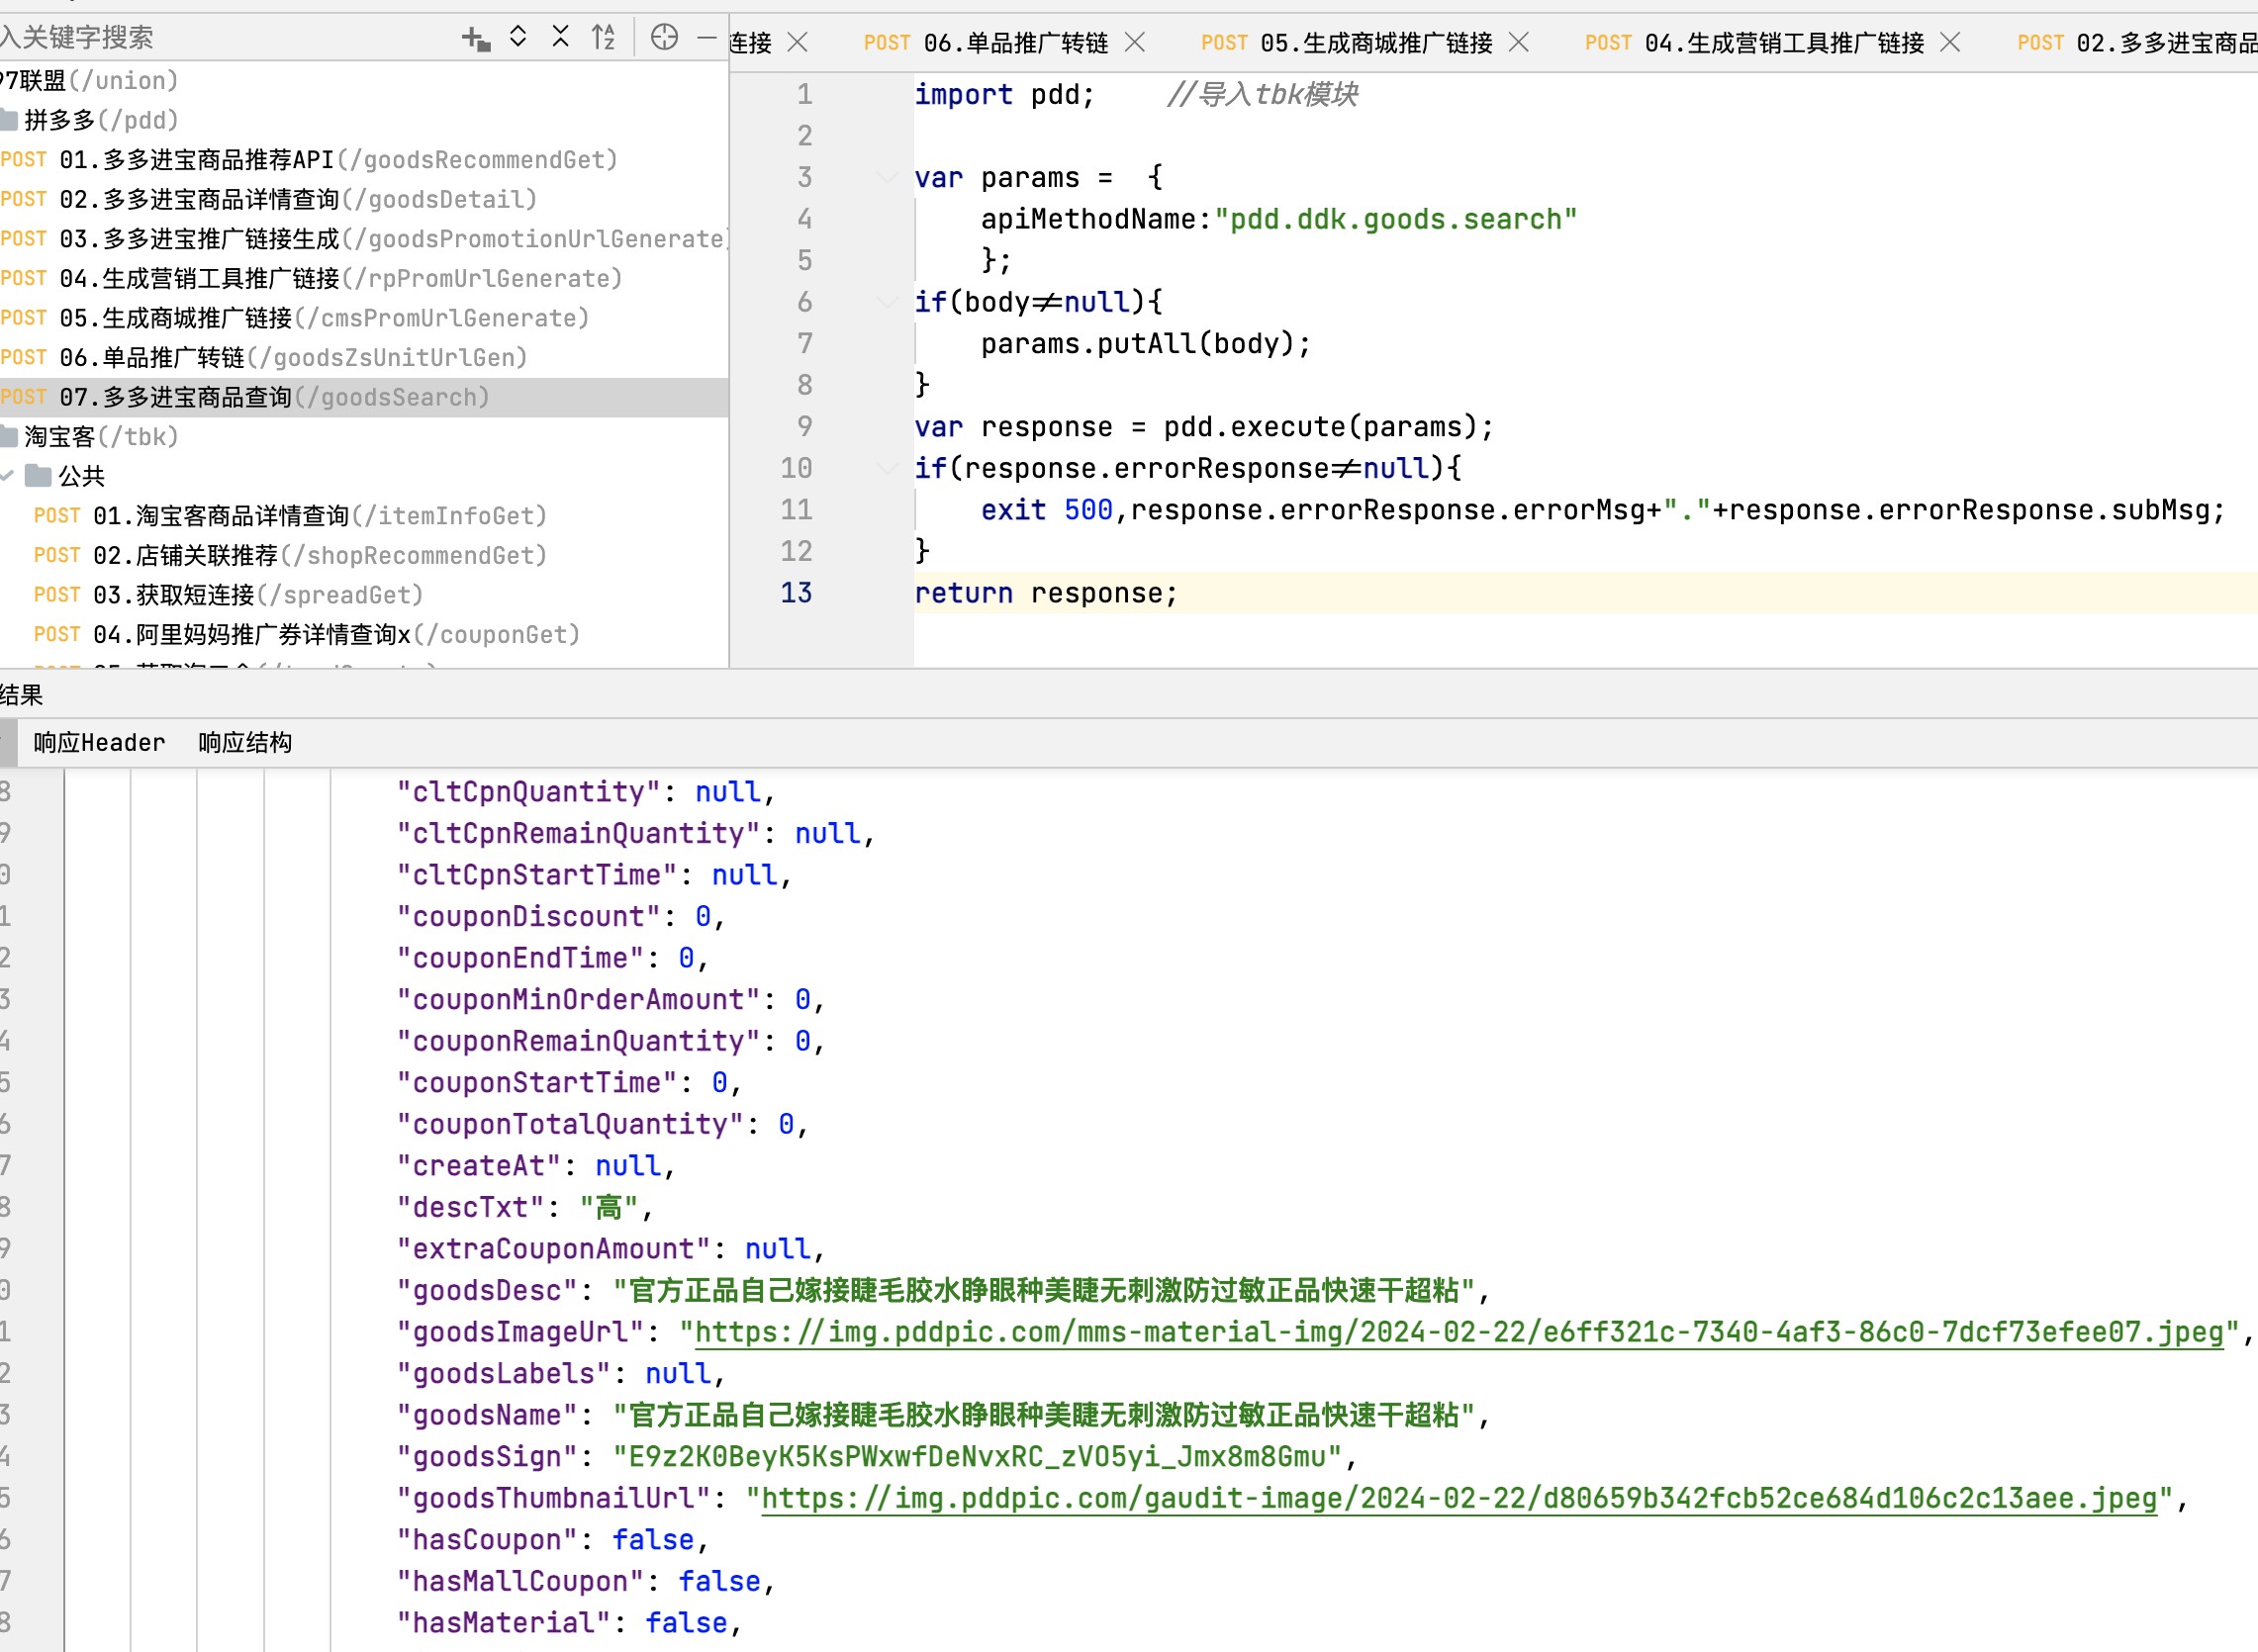 入关键字搜索
97联盟(/union)
拼多多(/pdd)
POST 01.多多进宝商品推荐API(/goodsRecommendGet)
POST 02.多多进宝商品详情查询(/goodsDetail)
POST 03.多多进宝推广链接生成(/goodsPromotionUrlGenerate)
POST 04.生成营销工具推广链接(/rpPromUrlGenerate)
POST 05.生成商城推广链接(/cmsPromUrlGenerate)
POST 06.单品推广转链(/goodsZsUnitUrlGen)
POST 07.多多进宝商品查询(/goodsSearch)
淘宝客(/tbk)
公共
POST 01.淘宝客商品详情查询(/itemInfoGet)
POST 02.店铺关联推荐(/shopRecommendGet)
POST 03.获取短连接(/spreadGet)
POST 04.阿里妈妈推广券详情查询x(/couponGet)
连接
POST 06.单品推广转链
POST 05.生成商城推广链接
POST 04.生成营销工具推广链接
POST 02.多多进宝商品
1 import pdd; //导入tbk模块
2
3 var params = {
4 apiMethodName:"pdd.ddk.goods.search"
5 };
6 if(body!=null){
7 params.putAll(body);
8 }
9 var response = pdd.execute(params);
10 if(response.errorResponse!=null){
11 exit 500,response.errorResponse.errorMsg+"."+response.errorResponse.subMsg;
12 }
13 return response;
结果
响应Header 响应结构
8 "cltCpnQuantity": null,
9 "cltCpnRemainQuantity": null,
0 "cltCpnStartTime": null,
1 "couponDiscount": 0,
2 "couponEndTime": 0,
3 "couponMinOrderAmount": 0,
4 "couponRemainQuantity": 0,
5 "couponStartTime": 0,
6 "couponTotalQuantity": 0,
7 "createAt": null,
8 "descTxt": "高",
9 "extraCouponAmount": null,
0 "goodsDesc": "官方正品自己嫁接睫毛胶水睁眼种美睫无刺激防过敏正品快速干超粘",
1 "goodsImageUrl": "https://img.pddpic.com/mms-material-img/2024-02-22/e6ff321c-7340-4af3-86c0-7dcf73efee07.jpeg",
2 "goodsLabels": null,
3 "goodsName": "官方正品自己嫁接睫毛胶水睁眼种美睫无刺激防过敏正品快速干超粘",
4 "goodsSign": "E9z2K0BeyK5KsPWxwfDeNvxRC_zVO5yi_Jmx8m8Gmu",
5 "goodsThumbnailUrl": "https://img.pddpic.com/gaudit-image/2024-02-22/d80659b342fcb52ce684d106c2c13aee.jpeg",
6 "hasCoupon": false,
7 "hasMallCoupon": false,
8 "hasMaterial": false,